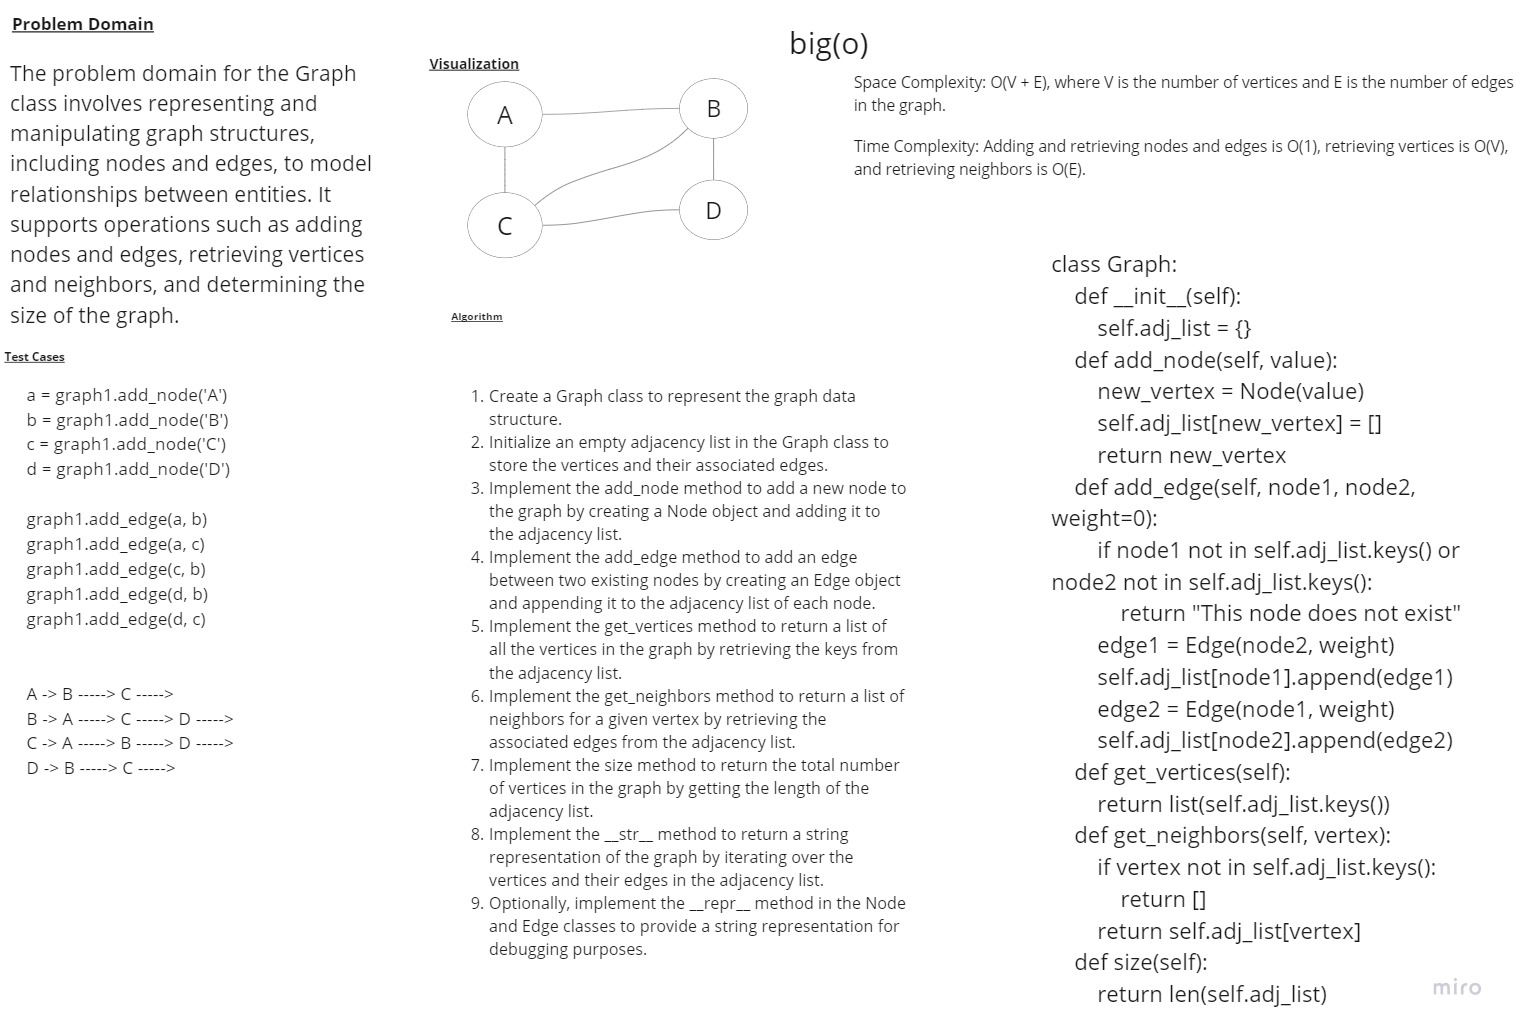 Problem Domain
The problem domain for the Graph
class involves representing and
manipulating graph structures,
including nodes and edges, to model
relationships between entities. It
supports operations such as adding
nodes and edges, retrieving vertices
and neighbors, and determining the
size of the graph.
Test Cases
a = graph1.add_node('A')
b = graph1.add_node('B')
c = graph1.add_node('C')
d = graph1.add_node('D')
graph1.add_edge(a, b)
graph1.add_edge(a, c)
graph1.add_edge(c, b)
graph1.add_edge(d, b)
graph1.add_edge(d, c)
A -> B -----> C ----->
B -> A -----> C -----> D ----->
C -> A -----> B -----> D ----->
D -> B -----> C ----->
Visualization
A
B
C
D
Algorithm
1. Create a Graph class to represent the graph data
structure.
2. Initialize an empty adjacency list in the Graph class to
store the vertices and their associated edges.
3. Implement the add_node method to add a new node to
the graph by creating a Node object and adding it to
the adjacency list.
4. Implement the add_edge method to add an edge
between two existing nodes by creating an Edge object
and appending it to the adjacency list of each node.
5. Implement the get_vertices method to return a list of
all the vertices in the graph by retrieving the keys from
the adjacency list.
6. Implement the get_neighbors method to return a list of
neighbors for a given vertex by retrieving the
associated edges from the adjacency list.
7. Implement the size method to return the total number
of vertices in the graph by getting the length of the
adjacency list.
8. Implement the __str__ method to return a string
representation of the graph by iterating over the
vertices and their edges in the adjacency list.
9. Optionally, implement the __repr__ method in the Node
and Edge classes to provide a string representation for
debugging purposes.
big(o)
Space Complexity: O(V + E), where V is the number of vertices and E is the number of edges
in the graph.
Time Complexity: Adding and retrieving nodes and edges is O(1), retrieving vertices is O(V),
and retrieving neighbors is O(E).
class Graph:
def __init__(self):
self.adj_list = {}
def add_node(self, value):
new_vertex = Node(value)
self.adj_list[new_vertex] = []
return new_vertex
def add_edge(self, node1, node2,
weight=0):
if node1 not in self.adj_list.keys() or
node2 not in self.adj_list.keys():
return "This node does not exist"
edge1 = Edge(node2, weight)
self.adj_list[node1].append(edge1)
edge2 = Edge(node1, weight)
self.adj_list[node2].append(edge2)
def get_vertices(self):
return list(self.adj_list.keys())
def get_neighbors(self, vertex):
if vertex not in self.adj_list.keys():
return []
return self.adj_list[vertex]
def size(self):
return len(self.adj_list)
miro